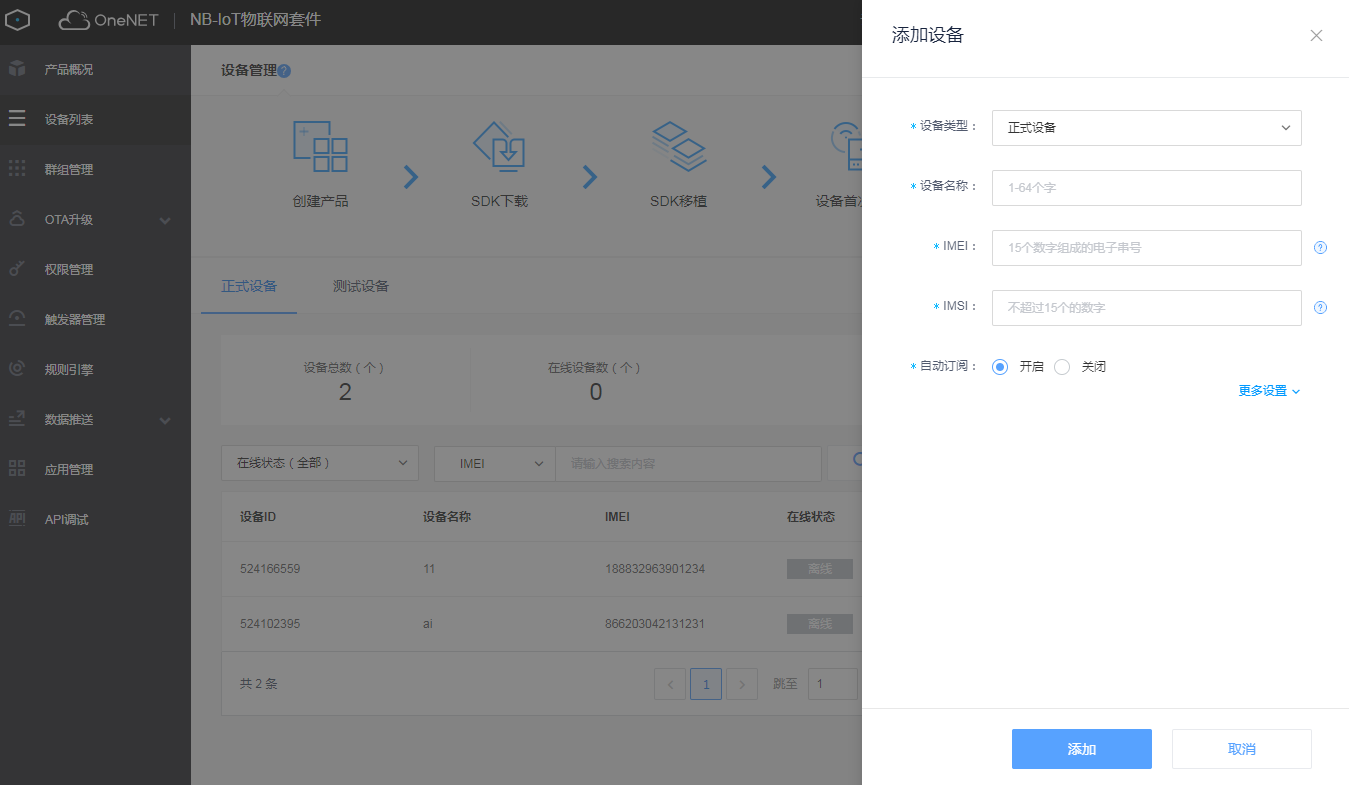 OneNET
NB-IoT物联网套件
产品概况
设备列表
群组管理
OTA升级
权限管理
触发器管理
规则引擎
数据推送
应用管理
API
API调试
设备管理 ?
创建产品
SDK下载
SDK移植
设备首
正式设备
测试设备
设备总数（个）
2
在线设备数（个）
0
在线状态（全部）
IMEI
请输入搜索内容
设备ID 设备名称 IMEI 在线状态
524166559 11 188832963901234 离线
524102395 ai 866203042131231 离线
共 2 条
1
跳至
1
添加设备
* 设备类型： 正式设备
* 设备名称： 1-64个字
* IMEI： 15个数字组成的电子串号 ?
* IMSI： 不超过15个的数字 ?
* 自动订阅： 开启 关闭
更多设置
添加
取消